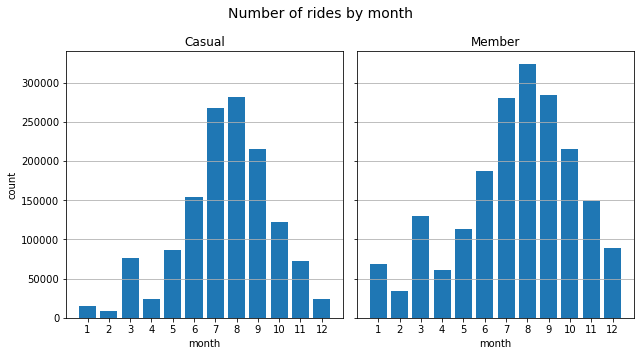 Number of rides by month
Casual
Member
count
300000
250000
200000
150000
100000
50000
0
1 2 3 4 5 6 7 8 9 10 11 12
1 2 3 4 5 6 7 8 9 10 11 12
month
month